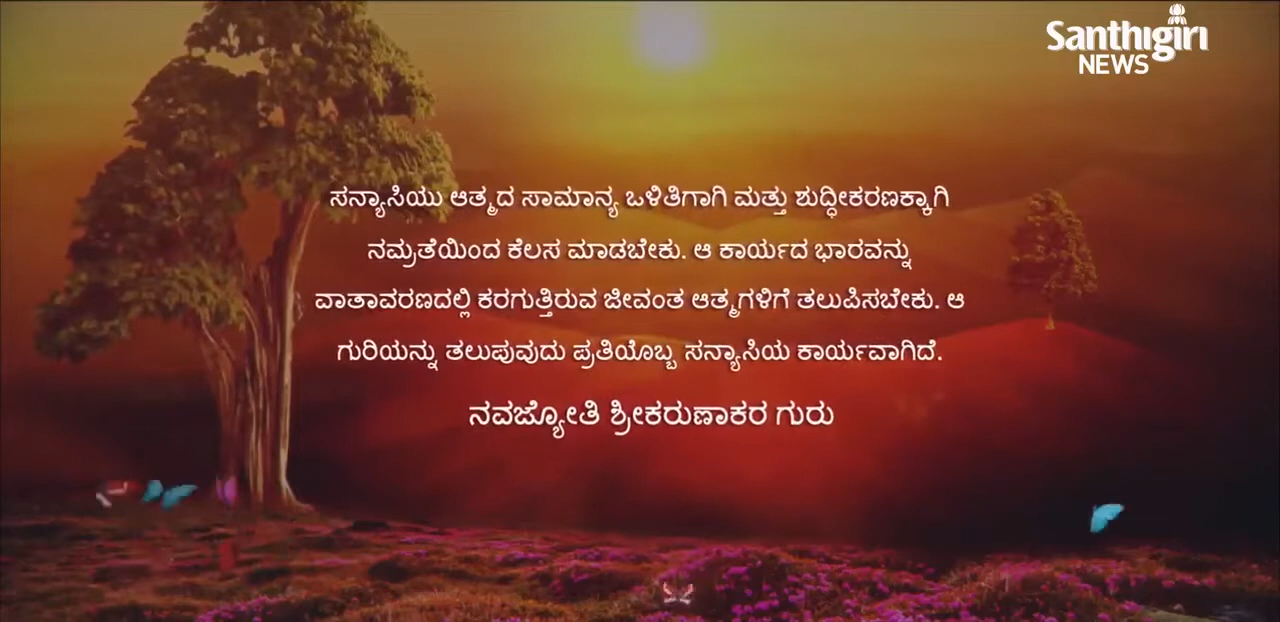 Santhigiri
NEWS
ಸನ್ಯಾಸಿಯು ಆತ್ಮದ ಸಾಮಾನ್ಯ ಒಳಿತಿಗಾಗಿ ಮತ್ತು ಶುದ್ಧೀಕರಣಕ್ಕಾಗಿ
ನಮ್ರತೆಯಿಂದ ಕೆಲಸ ಮಾಡಬೇಕು. ಆ ಕಾರ್ಯದ ಭಾರವನ್ನು
ವಾತಾವರಣದಲ್ಲಿ ಕರಗುತ್ತಿರುವ ಜೀವಂತ ಆತ್ಮಗಳಿಗೆ ತಲುಪಿಸಬೇಕು. ಆ
ಗುರಿಯನ್ನು ತಲುಪುವುದು ಪ್ರತಿಯೊಬ್ಬ ಸನ್ಯಾಸಿಯ ಕಾರ್ಯವಾಗಿದೆ.
ನವಜ್ಯೋತಿ ಶ್ರೀಕರುಣಾಕರ ಗುರು